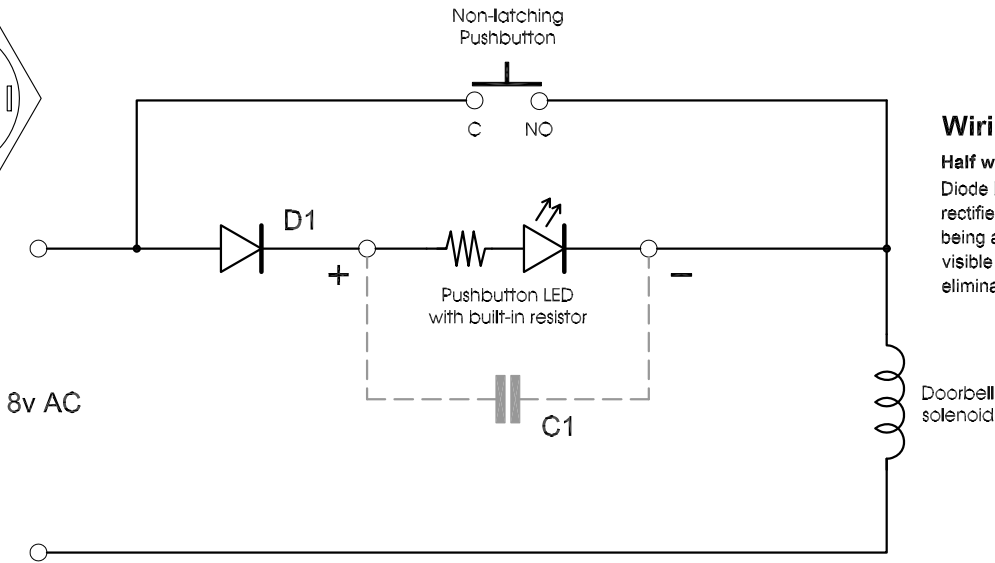 Non-latching
Pushbutton
C NO
D1
+ −
Pushbutton LED
with built-in resistor
C1
8v AC
Doorbell
solenoid
Wiri
Half w
Diode
rectifie
being a
visible
elimina